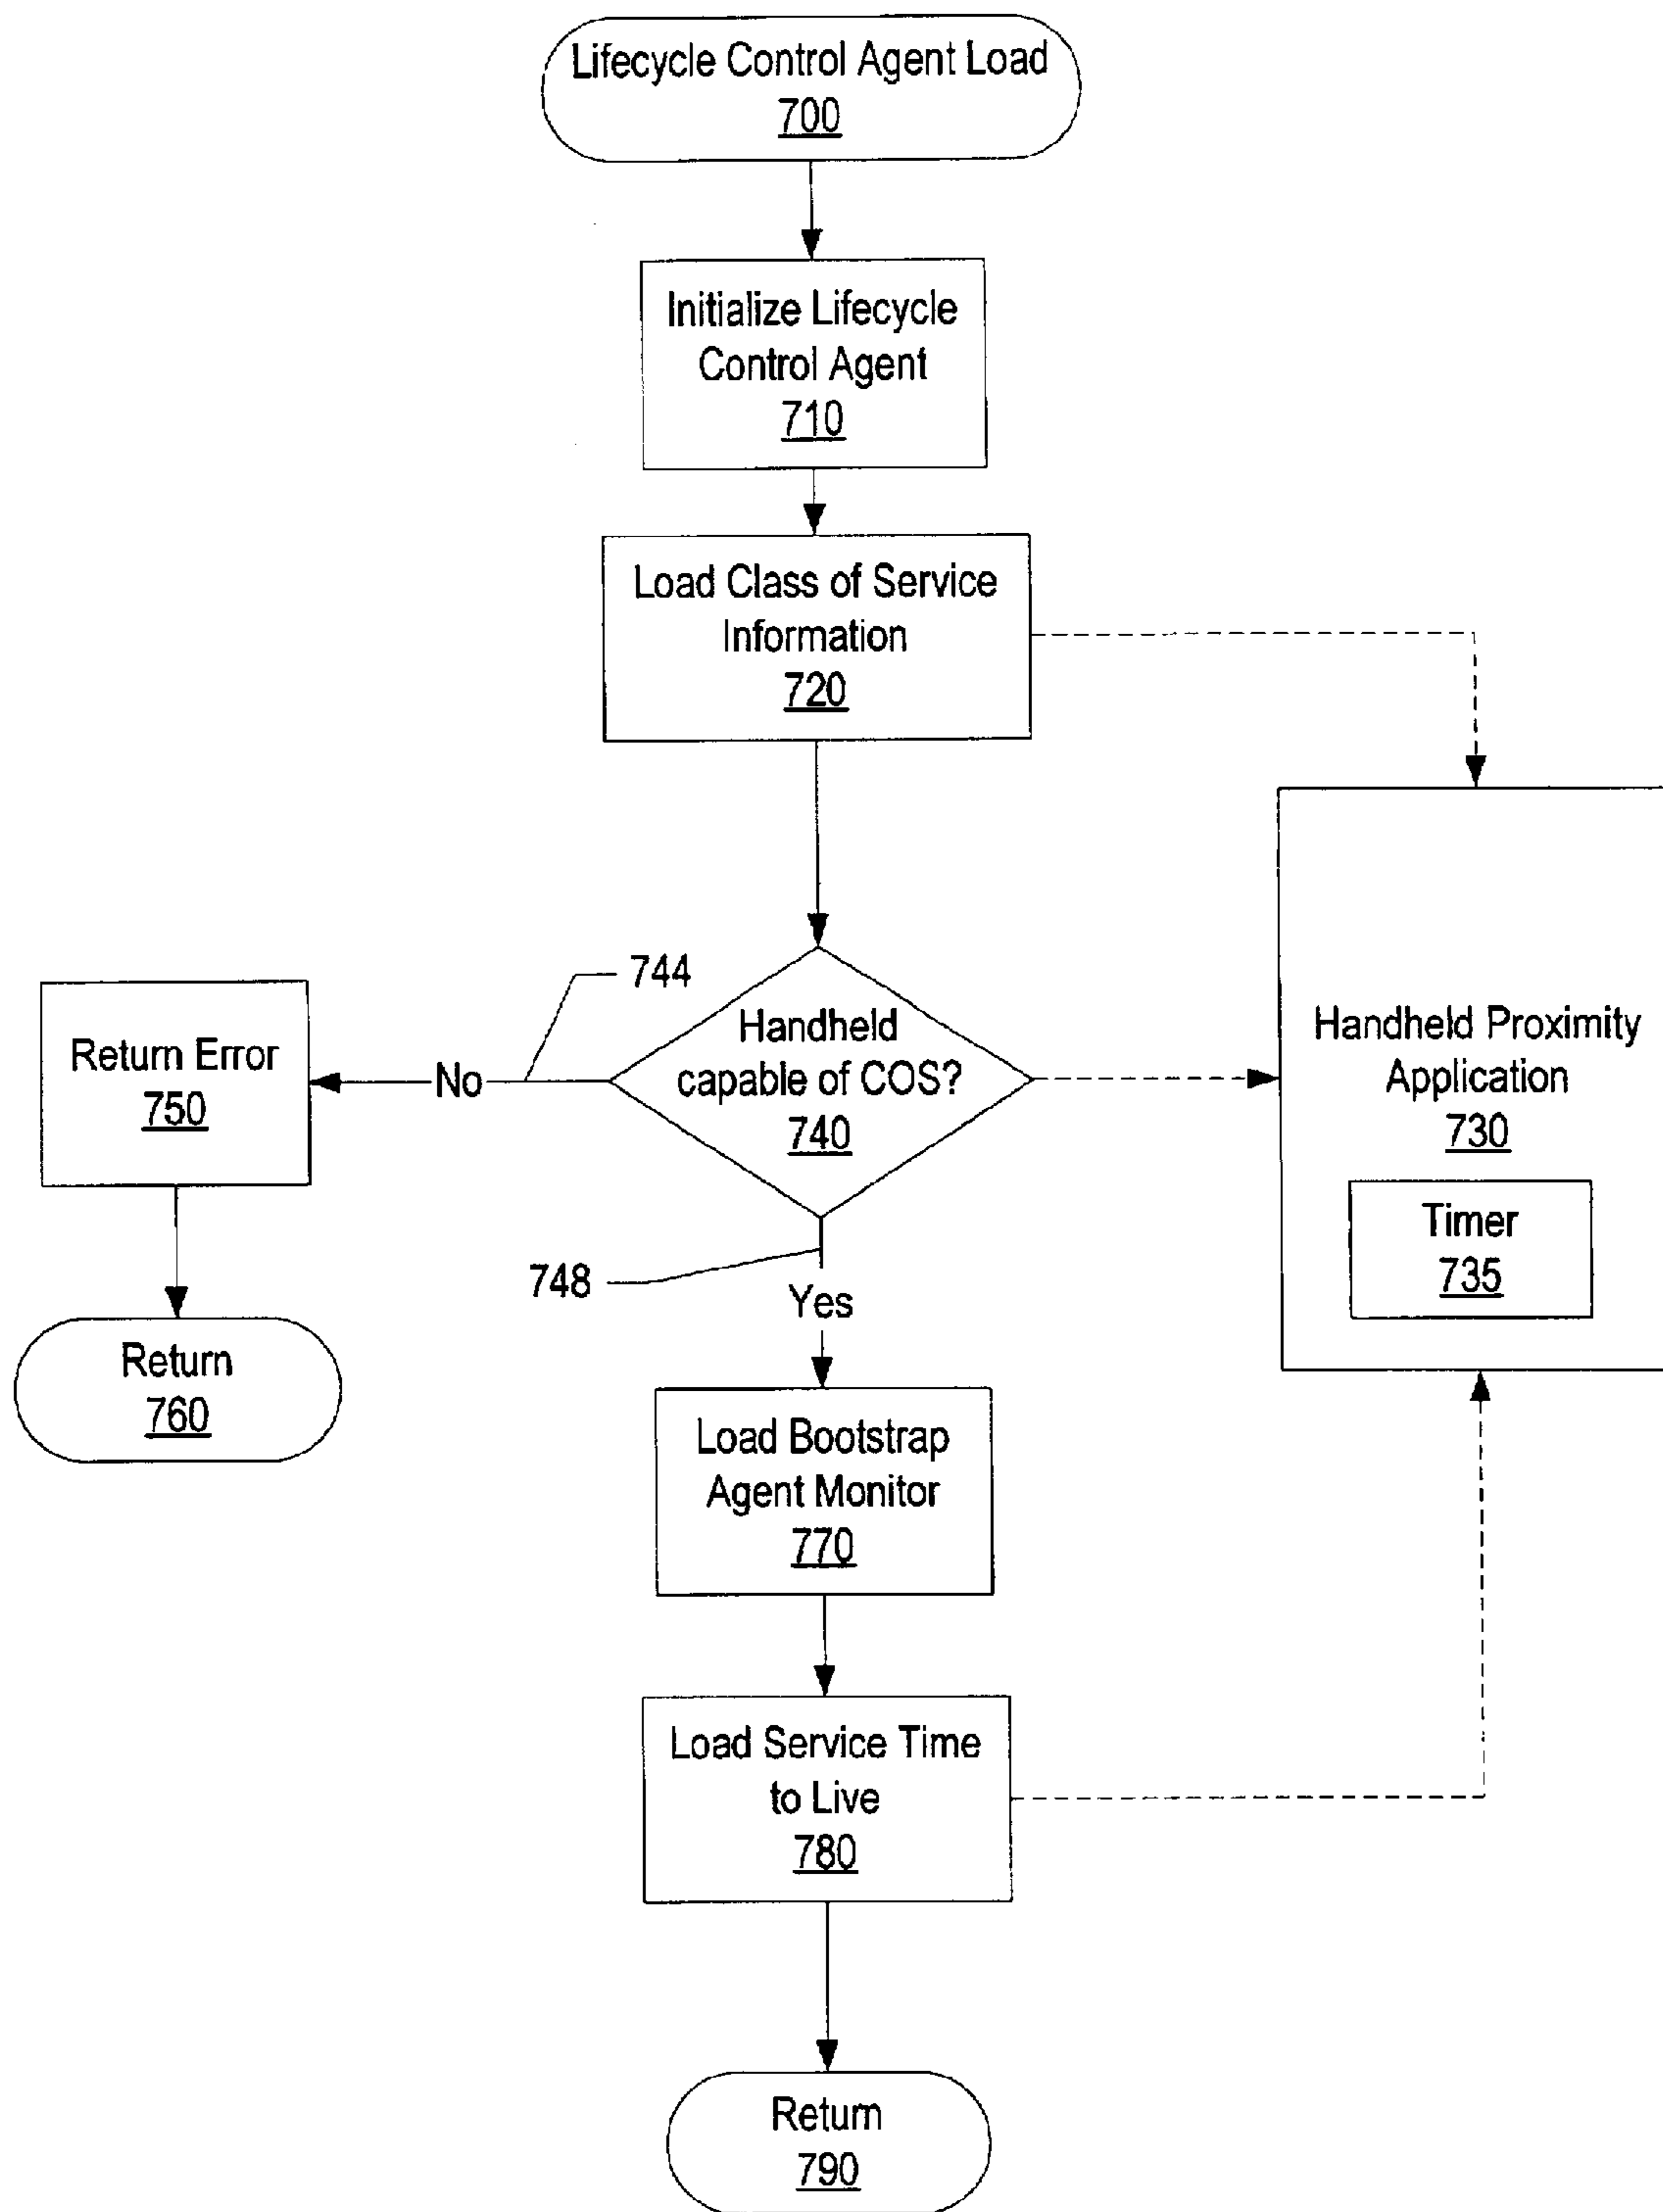 Lifecycle Control Agent Load
700
Initialize Lifecycle
Control Agent
710
Load Class of Service
Information
720
744
Handheld
capable of COS?
740
No
Return Error
750
Handheld Proximity
Application
730
Timer
735
748
Yes
Return
760
Load Bootstrap
Agent Monitor
770
Load Service Time
to Live
780
Return
790